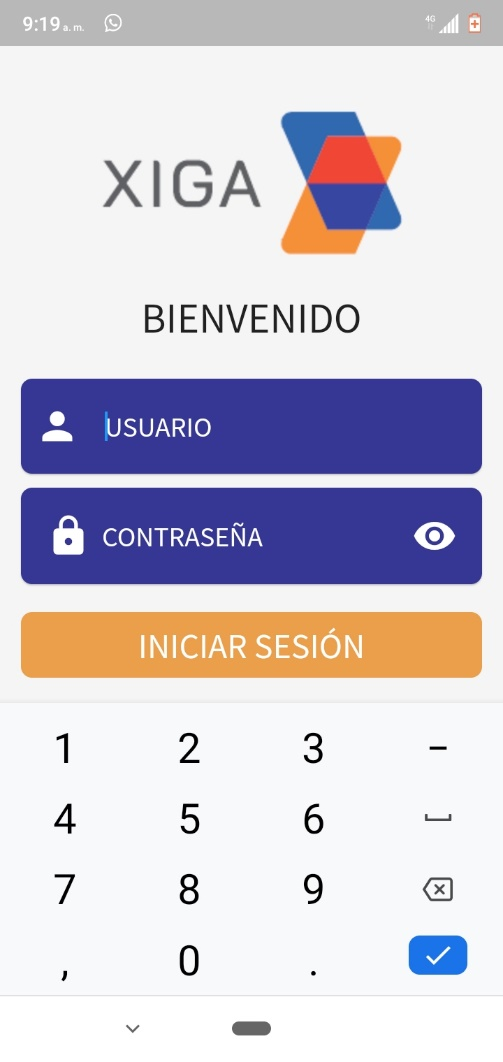 9:19 a. m.
4G
XIGA
BIENVENIDO
USUARIO
CONTRASEÑA
INICIAR SESIÓN
1 2 3 -
4 5 6
7 8 9
, 0 .